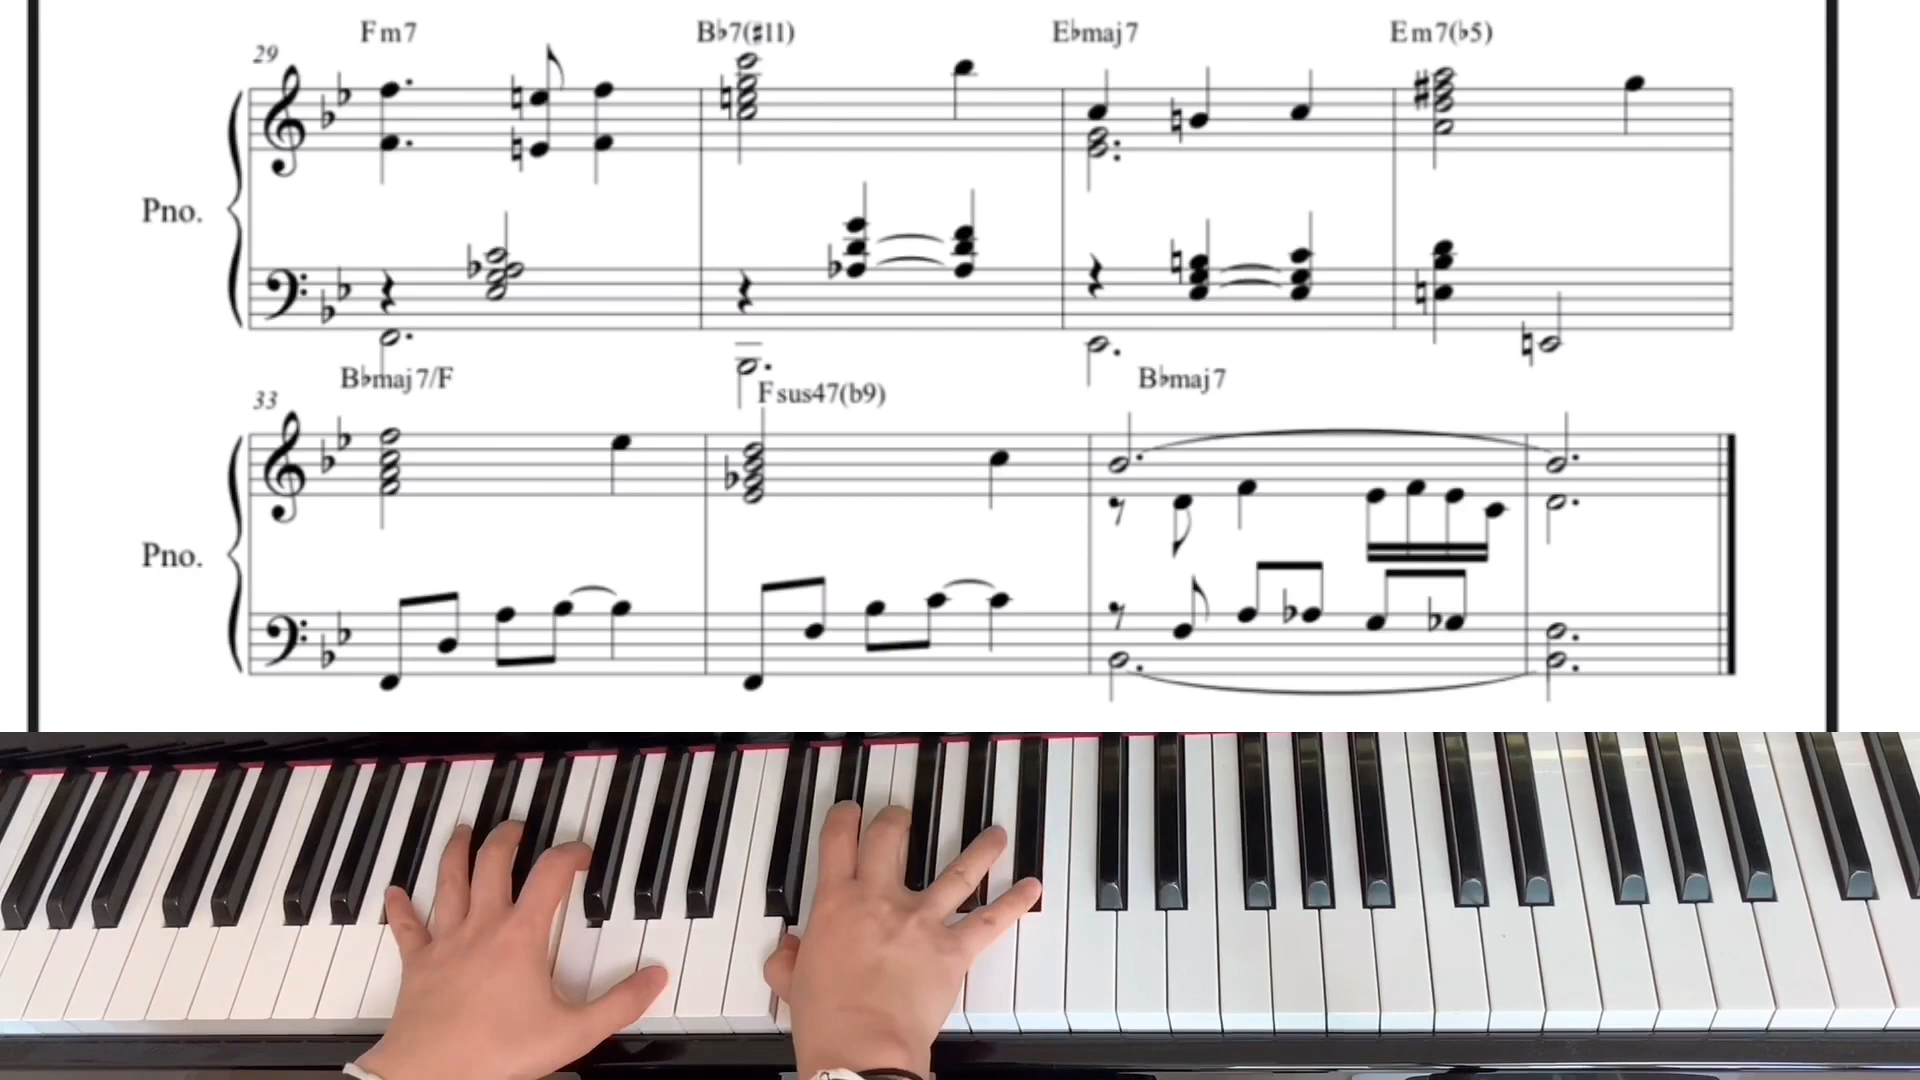 Fm7 B♭7(♯11) E♭maj7 Em7(♭5)
29
Pno.
B♭maj7/F Fsus47(b9) B♭maj7
33
Pno.